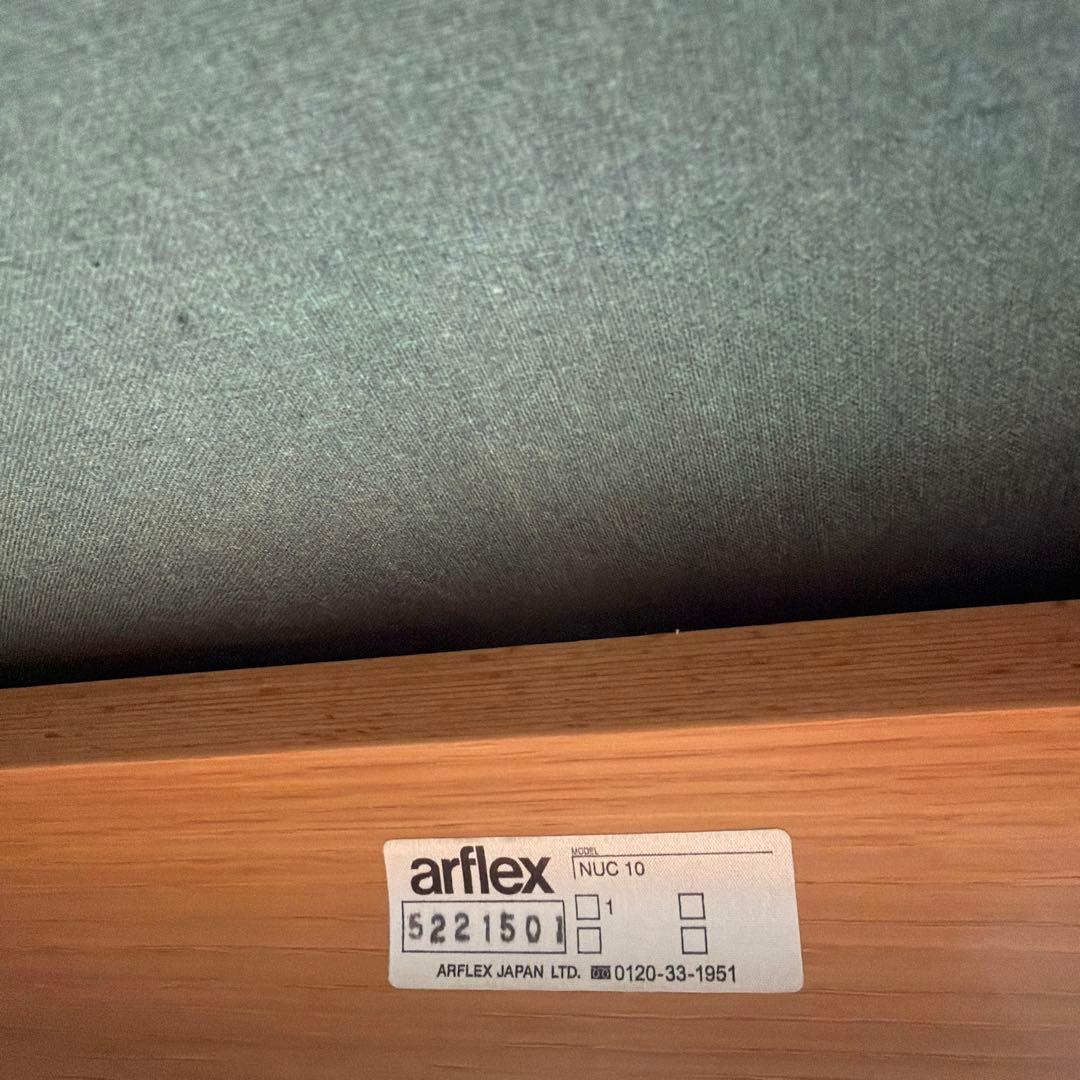 arflex
MODEL
NUC 10
5221501
1
ARFLEX JAPAN LTD. 0120-33-1951